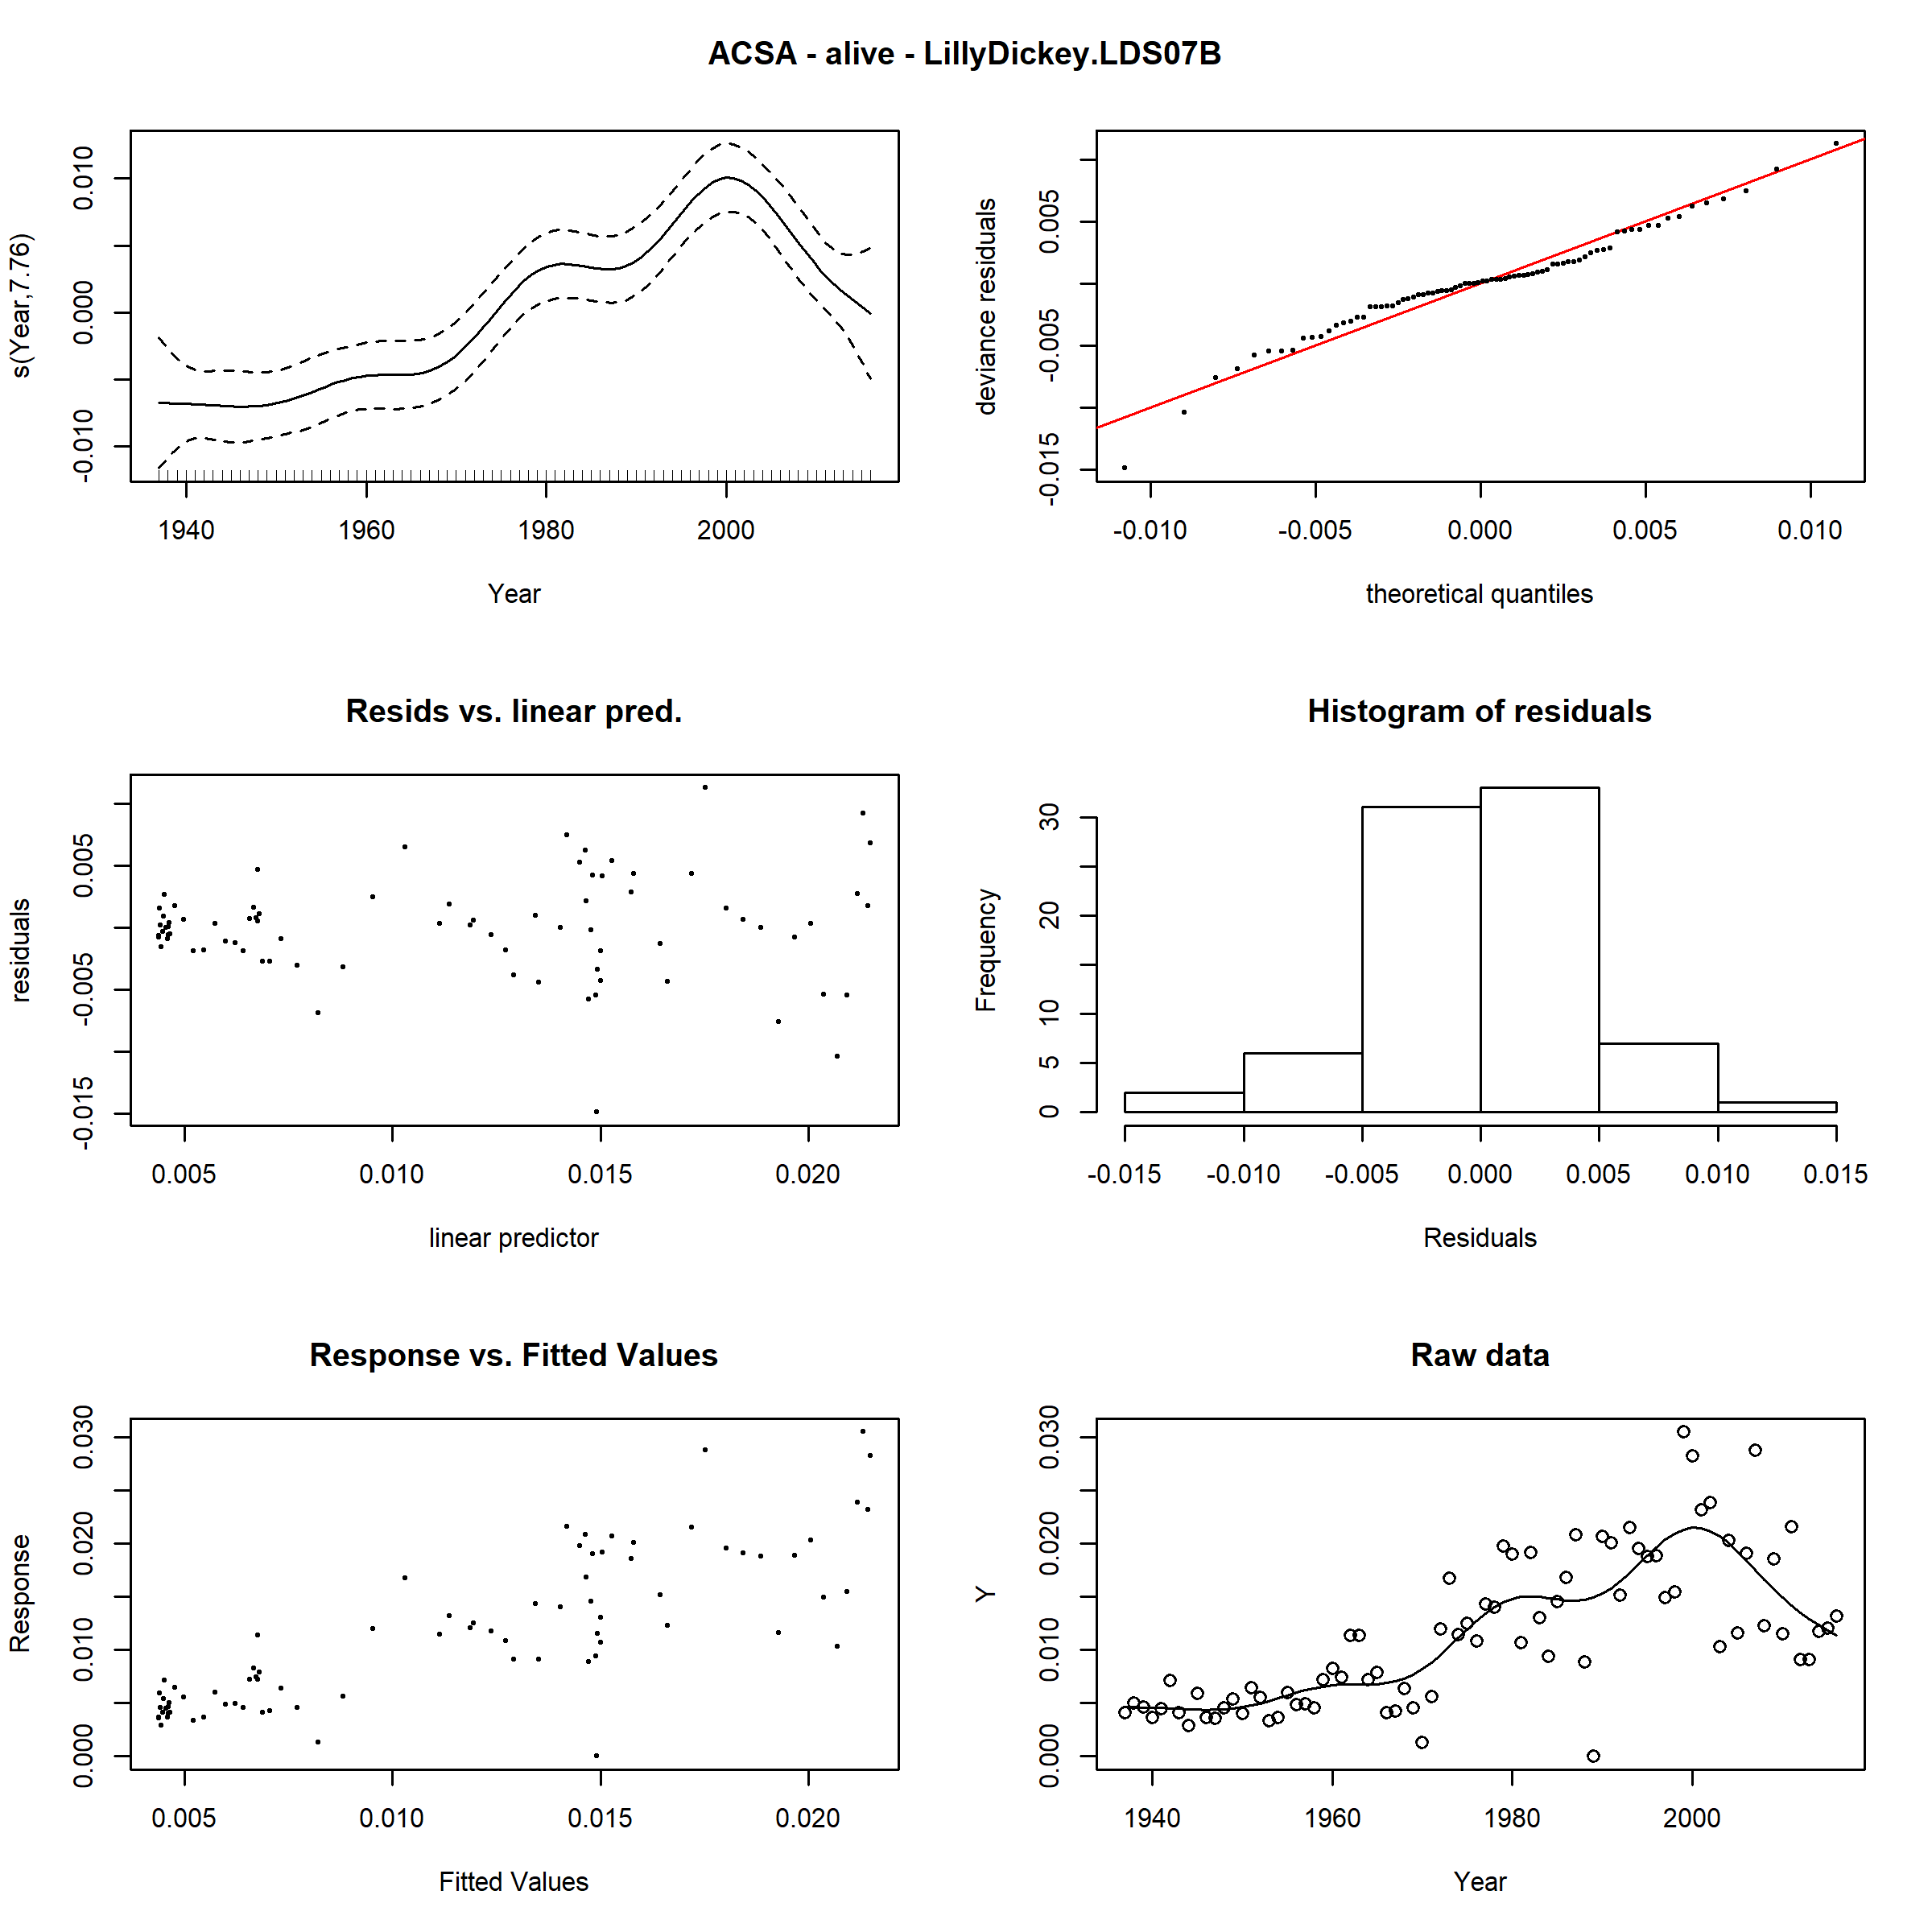 ACSA - alive - LillyDickey.LDS07B
s(Year,7.76)
-0.010 0.000 0.010
1940 1960 1980 2000
Year
deviance residuals
-0.015 -0.005 0.005
-0.010 -0.005 0.000 0.005 0.010
theoretical quantiles
Resids vs. linear pred.
residuals
-0.015 -0.005 0.005
0.005 0.010 0.015 0.020
linear predictor
Histogram of residuals
Frequency
0 5 10 20 30
-0.015 -0.010 -0.005 0.000 0.005 0.010 0.015
Residuals
Response vs. Fitted Values
Response
0.000 0.010 0.020 0.030
0.005 0.010 0.015 0.020
Fitted Values
Raw data
Y
0.000 0.010 0.020 0.030
1940 1960 1980 2000
Year